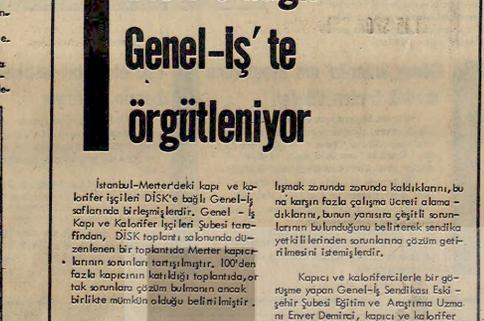 Genel-İş'te
örgütleniyor
İstanbul-Merter'deki kapı ve ka-
lorifer işçileri DİSK'e bağlı Genel-İş
saflarında birleşmişlerdir. Genel - İş
Kapı ve Kalorifer İşçileri Şubesi tara-
fından, DİSK toplantı salonunda dü-
zenlenen bir toplantıda Merter kapıcı-
larının sorunları tartışılmıştır. 100'den
fazla kapıcının katıldığı toplantıda,or
tak sorunlara çözüm bulmanın ancak
birlikte mümkün olduğu belirtilmiştir .
lışmak zorunda zorunda kaldıklarını,bu
na karşın fazla çalışma ücreti alama -
dıklarını,bunun yanısıra çeşitli sorun-
larının bulunduğunu belirterek sendika
yetkililerinden sorunlarına çözüm geti-
rilmesini istemişlerdir.
Kapıcı ve kalorifercilerle bir gö-
rüşme yapan Genel-İş Sendikası Eski -
şehir Şubesi Eğitim ve Araştırma Uzma
nı Enver Demirci, kapıcı ve kalorifer